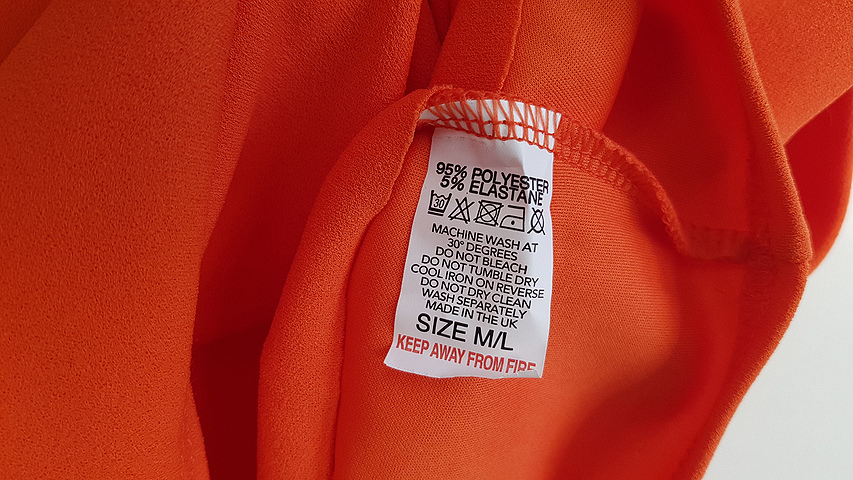 95% POLYESTER
5% ELASTANE
30
MACHINE WASH AT
30° DEGREES
DO NOT BLEACH
DO NOT TUMBLE DRY
COOL IRON ON REVERSE
DO NOT DRY CLEAN
WASH SEPARATELY
MADE IN THE UK
SIZE M/L
KEEP AWAY FROM FIRE